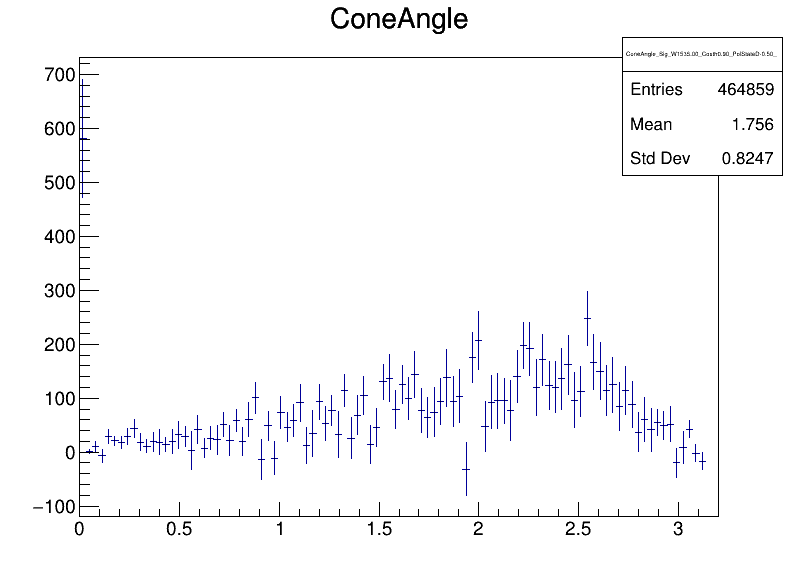 ConeAngle
ConeAngle_Sig_W1535.00_Costh0.90_PolStateD-0.50_
Entries 464859
Mean 1.756
Std Dev 0.8247
700
600
500
400
300
200
100
0
−100
0 0.5 1 1.5 2 2.5 3